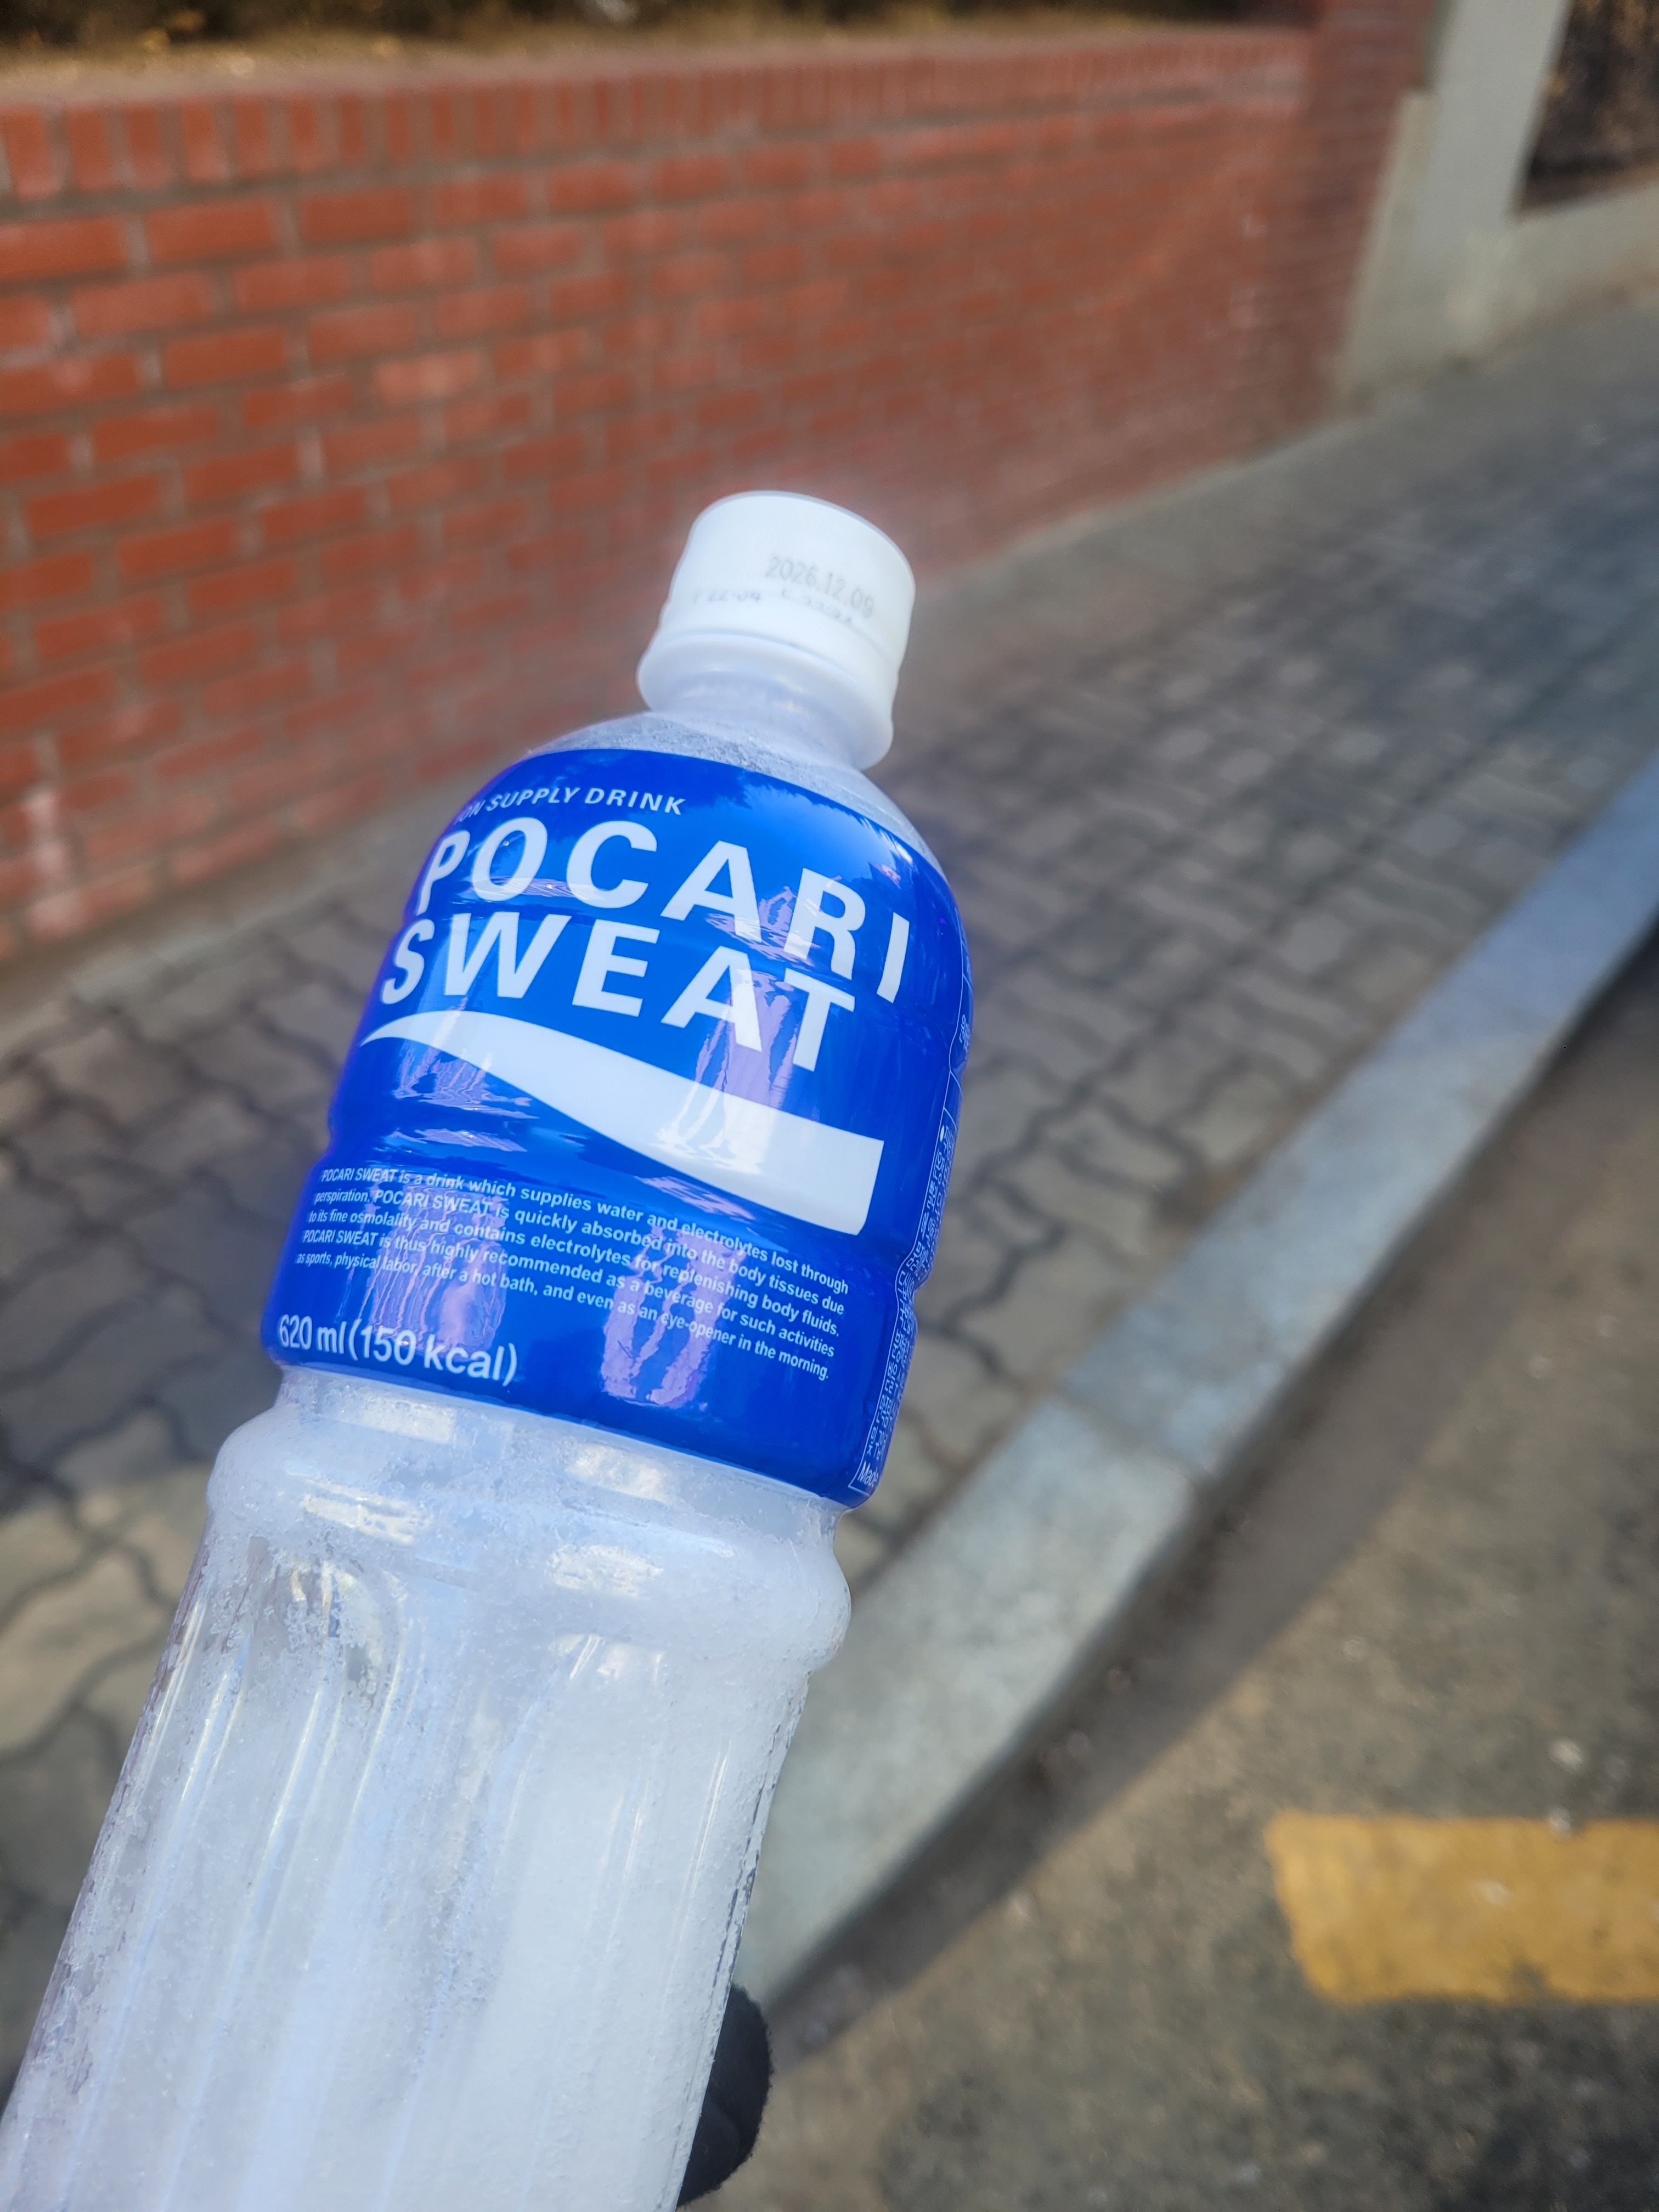 2026.12.09
ION SUPPLY DRINK
POCARI
SWEAT
POCARI SWEAT is a drink which supplies water and electrolytes lost through
perspiration. POCARI SWEAT is quickly absorbed into the body tissues due
to its fine osmolality and contains electrolytes for replenishing body fluids.
POCARI SWEAT is thus highly recommended as a beverage for such activities
as sports, physical labor, after a hot bath, and even as an eye-opener in the morning.
620 ml (150 kcal)
Made